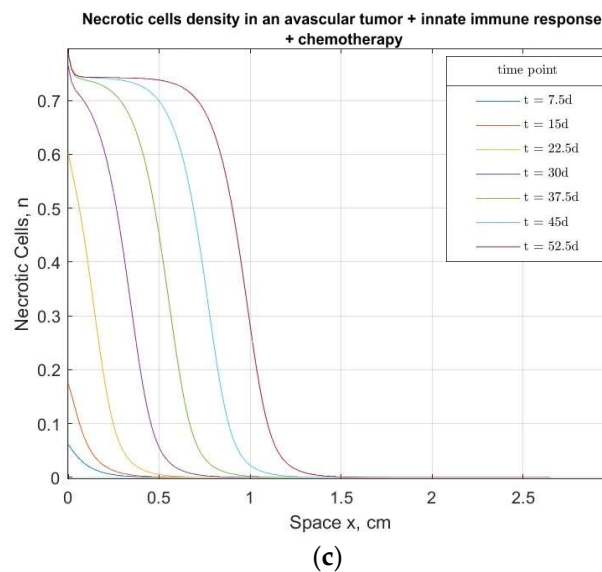 Necrotic cells density in an avascular tumor + innate immune response
+ chemotherapy
time point
t = 7.5d
t = 15d
t = 22.5d
t = 30d
t = 37.5d
t = 45d
t = 52.5d
Necrotic Cells, n
0.7
0.6
0.5
0.4
0.3
0.2
0.1
0
0 0.5 1 1.5 2 2.5
Space x, cm
(c)